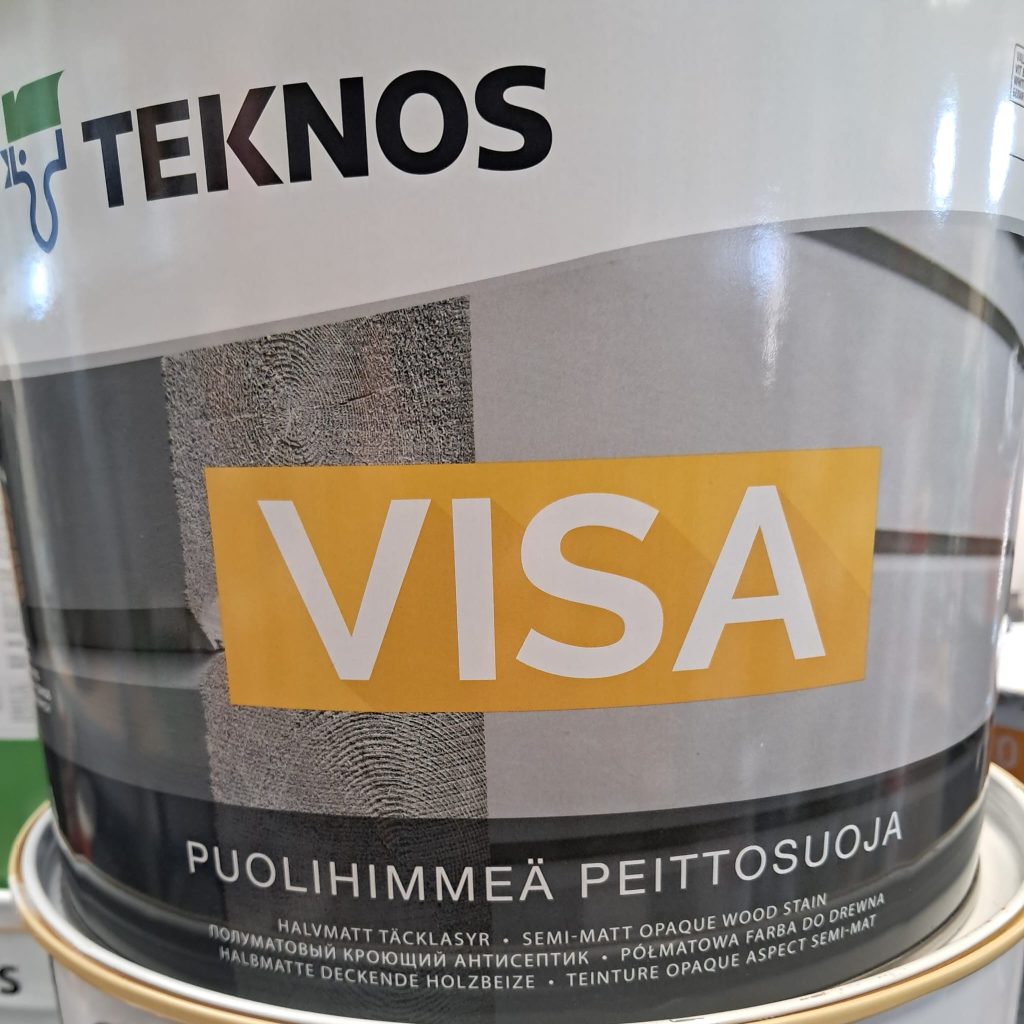 TEKNOS
VISA
PUOLIHIMMEÄ PEITTOSUOJA
HALVMATT TÄCKLASYR • SEMI-MATT OPAQUE WOOD STAIN
ПОЛУМАТОВЫЙ КРОЮЩИЙ АНТИСЕПТИК • PÓŁMATOWA FARBA DO DREWNA
HALBMATTE DECKENDE HOLZBEIZE • TEINTURE OPAQUE ASPECT SEMI-MAT